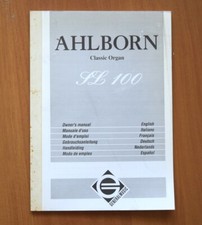 AHLBORN
Classic Organ
SL 100
Owner's manual English
Manuale d'uso Italiano
Mode d'emploi Français
Gebrauchsanleitung Deutsch
Handleiding Nederlands
Modo de empleo Español
GENERALMUSIC